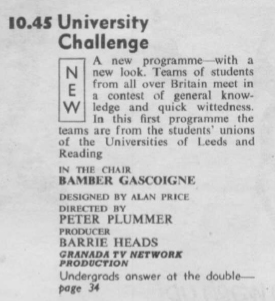 10.45 University
Challenge
NEW
A new programme—with a
new look. Teams of students
from all over Britain meet in
a contest of general know-
ledge and quick wittedness.
In this first programme the
teams are from the students' unions
of the Universities of Leeds and
Reading
IN THE CHAIR
BAMBER GASCOIGNE
DESIGNED BY ALAN PRICE
DIRECTED BY
PETER PLUMMER
PRODUCER
BARRIE HEADS
GRANADA TV NETWORK
PRODUCTION
Undergrads answer at the double—
page 34